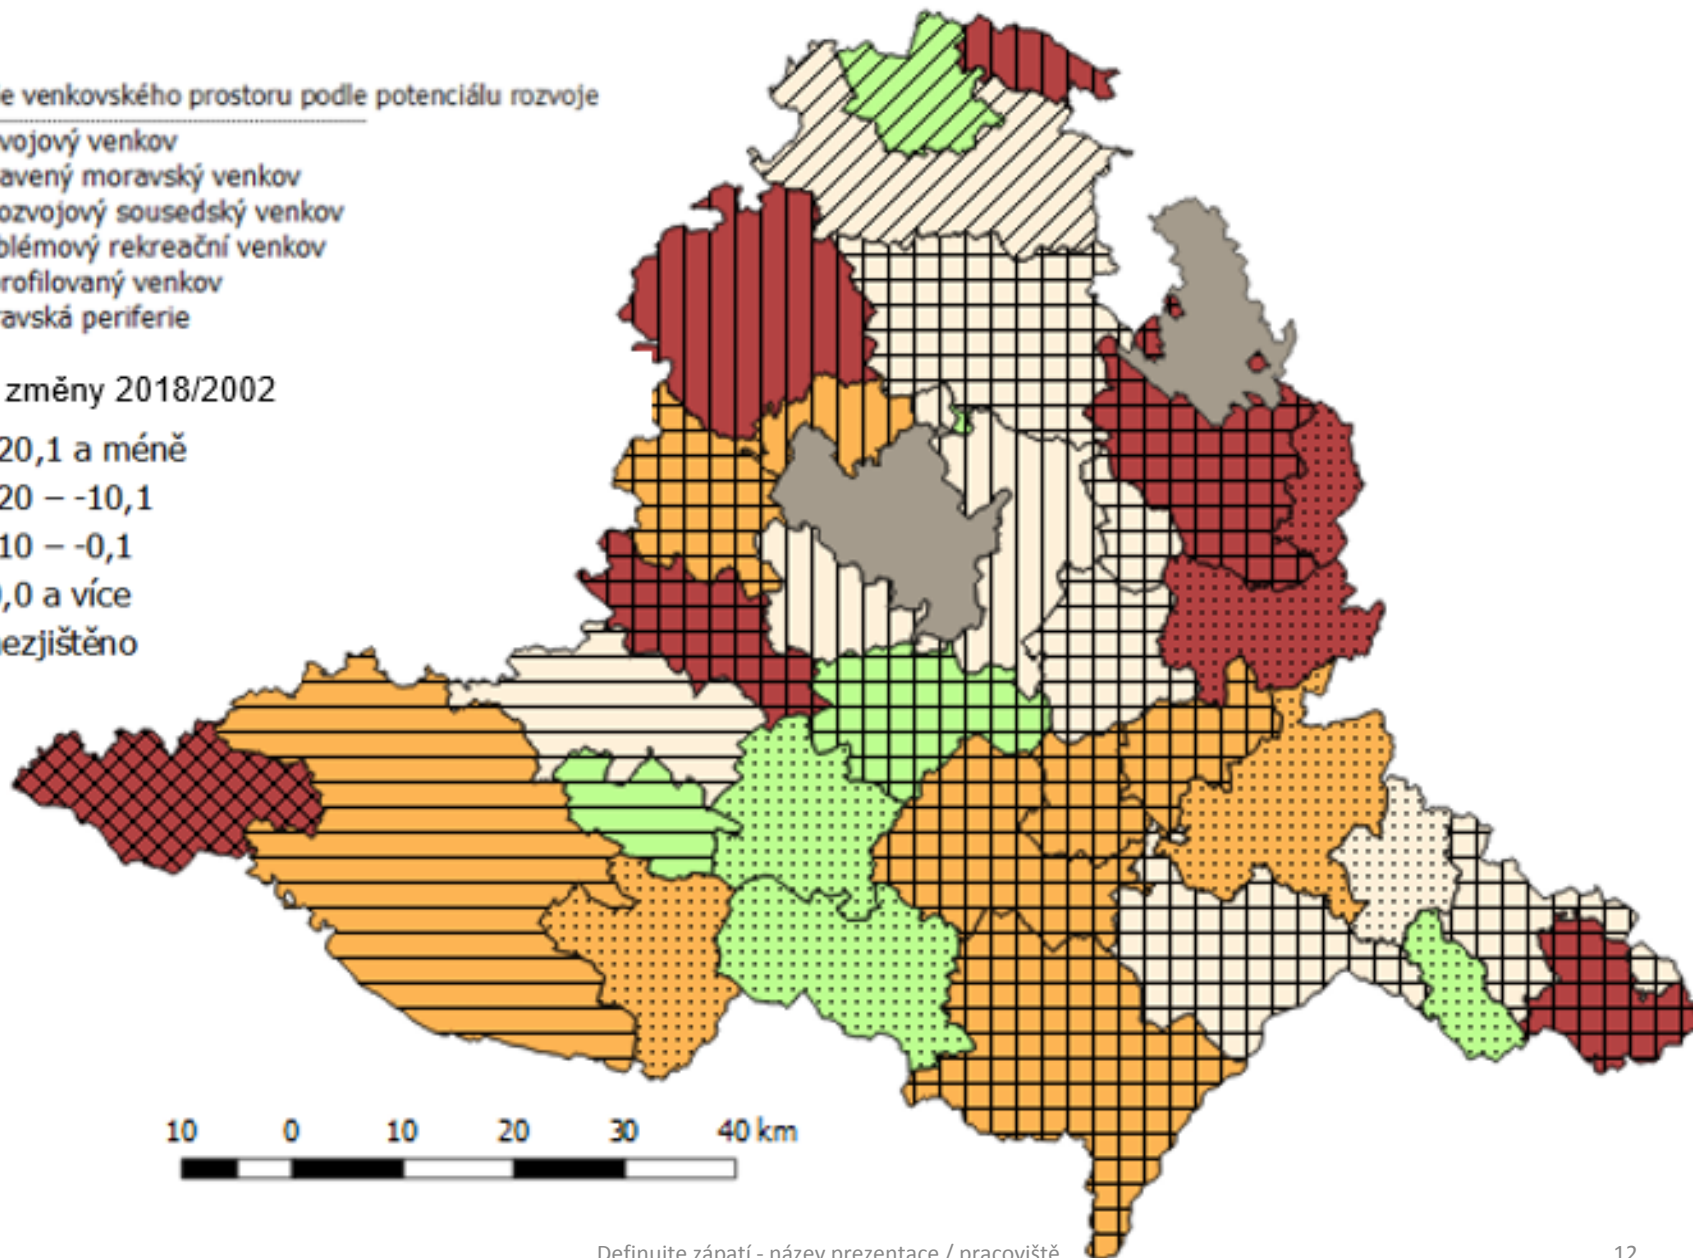 e venkovského prostoru podle potenciálu rozvoje
vojový venkov
avený moravský venkov
ozvojový sousedský venkov
blémový rekreační venkov
rofilovaný venkov
avská periferie
změny 2018/2002
20,1 a méně
20 – -10,1
10 – -0,1
,0 a více
ezjištěno
10 0 10 20 30 40 km
Definujte zápatí - název prezentace / pracoviště
12